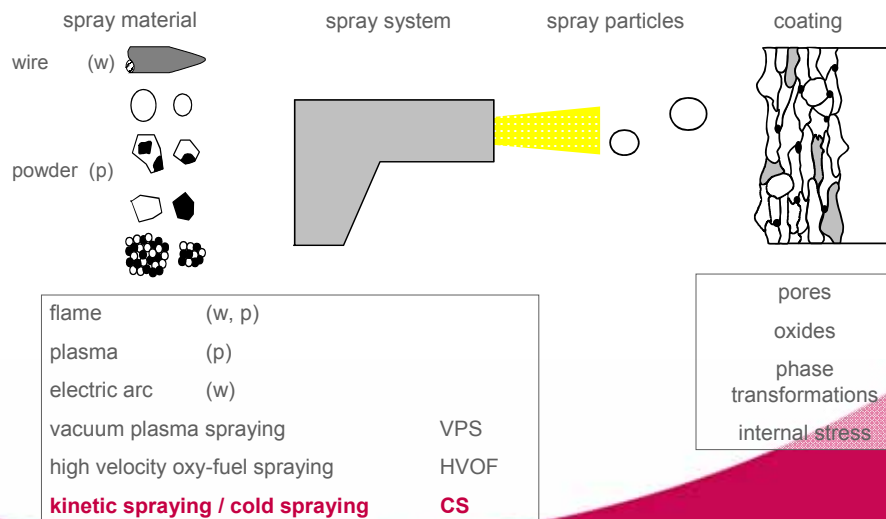 spray material spray system spray particles coating
wire (w)
powder (p)
flame (w, p)
plasma (p)
electric arc (w)
vacuum plasma spraying VPS
high velocity oxy-fuel spraying HVOF
kinetic spraying / cold spraying CS
pores
oxides
phase
transformations
internal stress